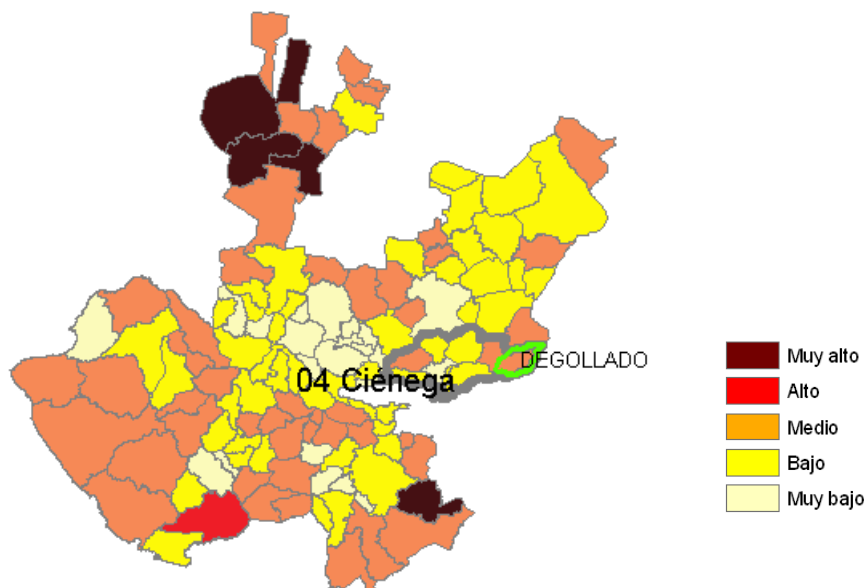 DEGOLLADO
04 Ciénega
Muy alto
Alto
Medio
Bajo
Muy bajo